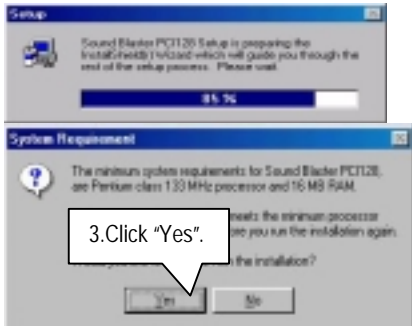 Setup
Sound Blaster PCI128 Setup is preparing the
InstallShield(r) Wizard which will guide you through the
rest of the setup process. Please wait.
85 %
System Requirement
The minimum system requirements for Sound Blaster PCI128,
are Pentium class 133 MHz processor and 16 MB RAM.
meets the minimum processor
you run the installation again.
3.Click “Yes”.
the installation?
Yes
No